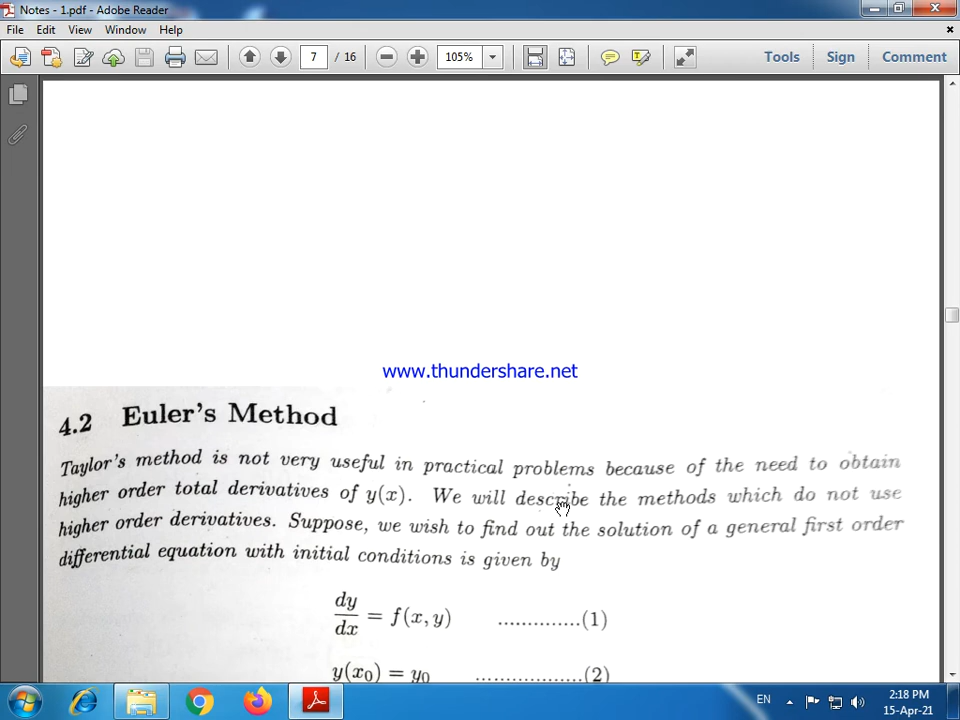 Notes - 1.pdf - Adobe Reader
File Edit View Window Help
7 / 16 105% Tools Sign Comment
www.thundershare.net
4.2 Euler's Method
Taylor's method is not very useful in practical problems because of the need to obtain
higher order total derivatives of y(x). We will describe the methods which do not use
higher order derivatives. Suppose, we wish to find out the solution of a general first order
differential equation with initial conditions is given by
dy/dx = f(x, y) ..............(1)
y(x₀) = y₀ ..................(2)
EN 2:18 PM
15-Apr-21